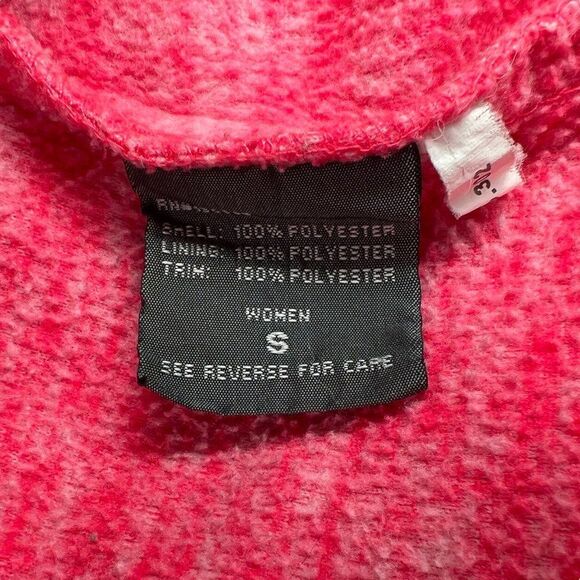 SHELL: 100% POLYESTER
LINING: 100% POLYESTER
TRIM: 100% POLYESTER
WOMEN
S
SEE REVERSE FOR CARE